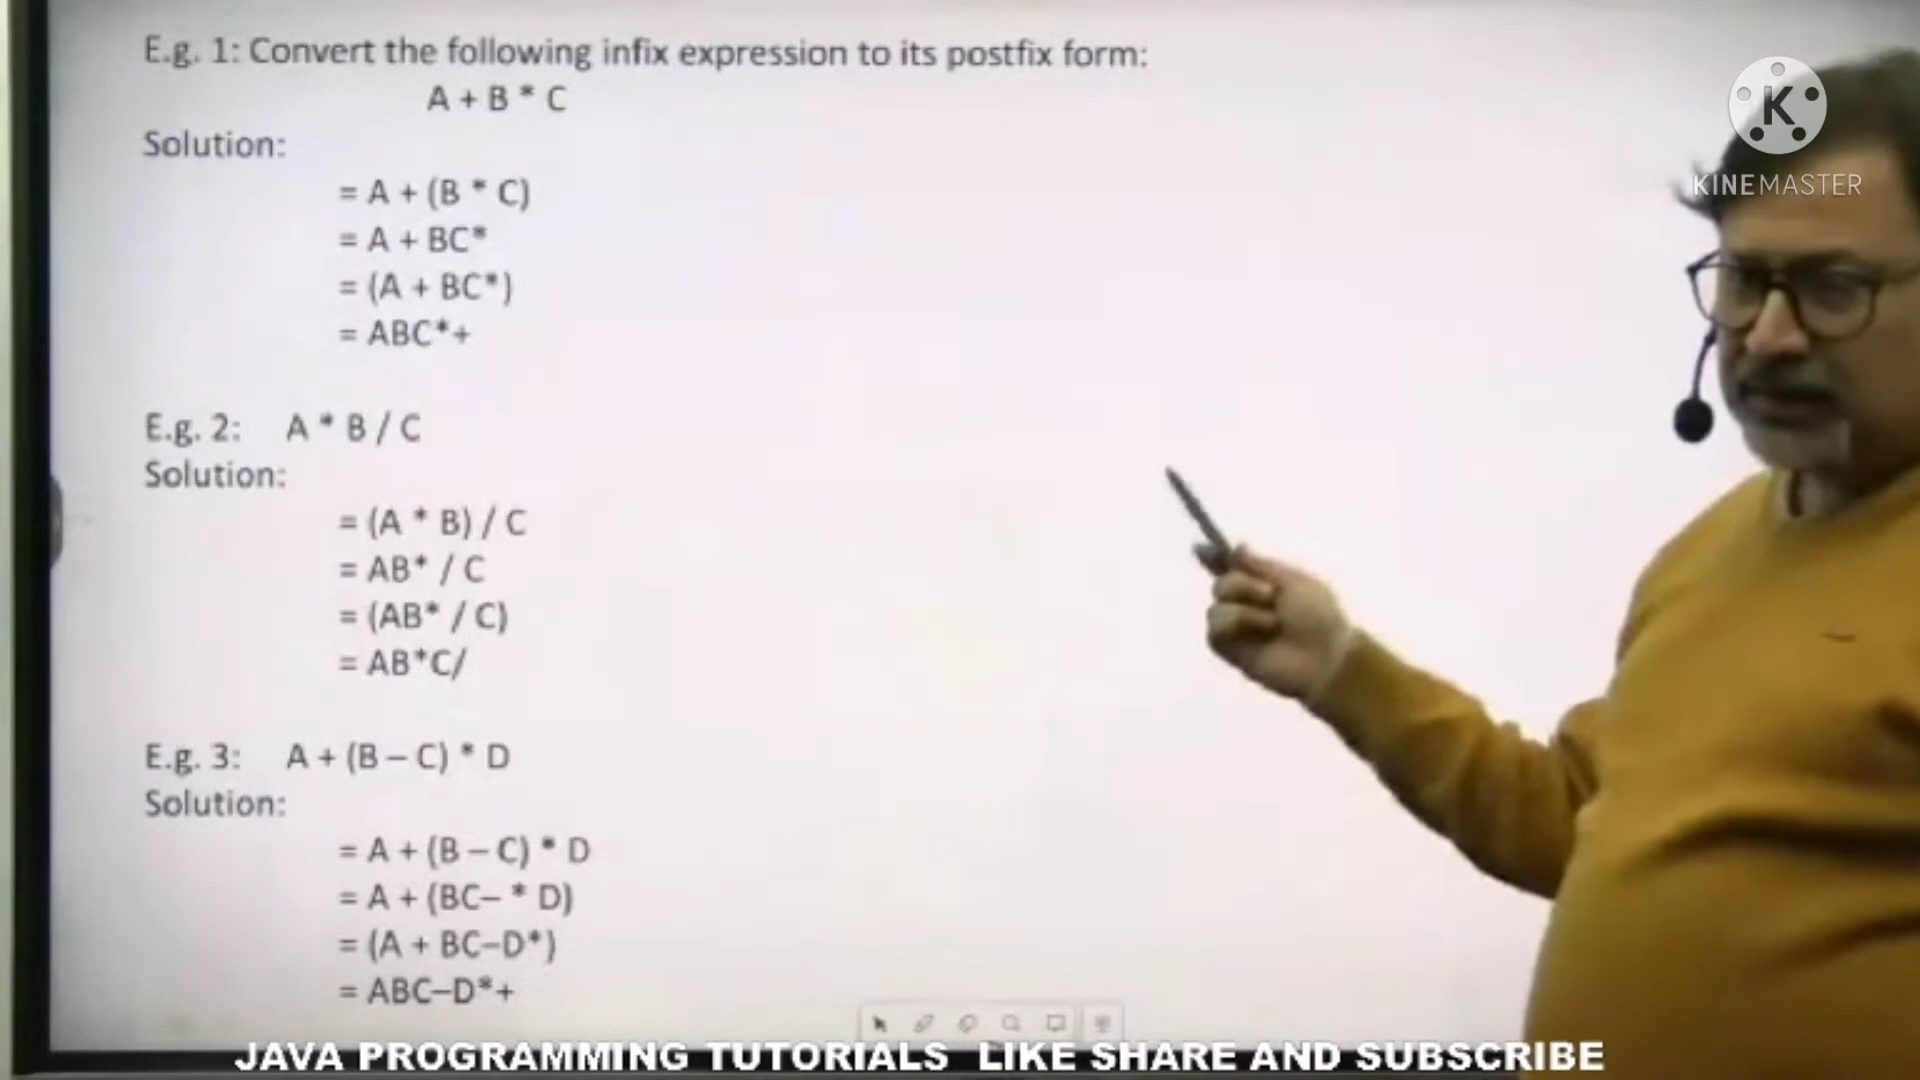 E.g. 1: Convert the following infix expression to its postfix form:
A + B * C
Solution:
= A + (B * C)
= A + BC*
= (A + BC*)
= ABC*+
E.g. 2: A * B / C
Solution:
= (A * B) / C
= AB* / C
= (AB* / C)
= AB*C/
E.g. 3: A + (B – C) * D
Solution:
= A + (B – C) * D
= A + (BC– * D)
= (A + BC–D*)
= ABC–D*+
K
KINEMASTER
JAVA PROGRAMMING TUTORIALS LIKE SHARE AND SUBSCRIBE